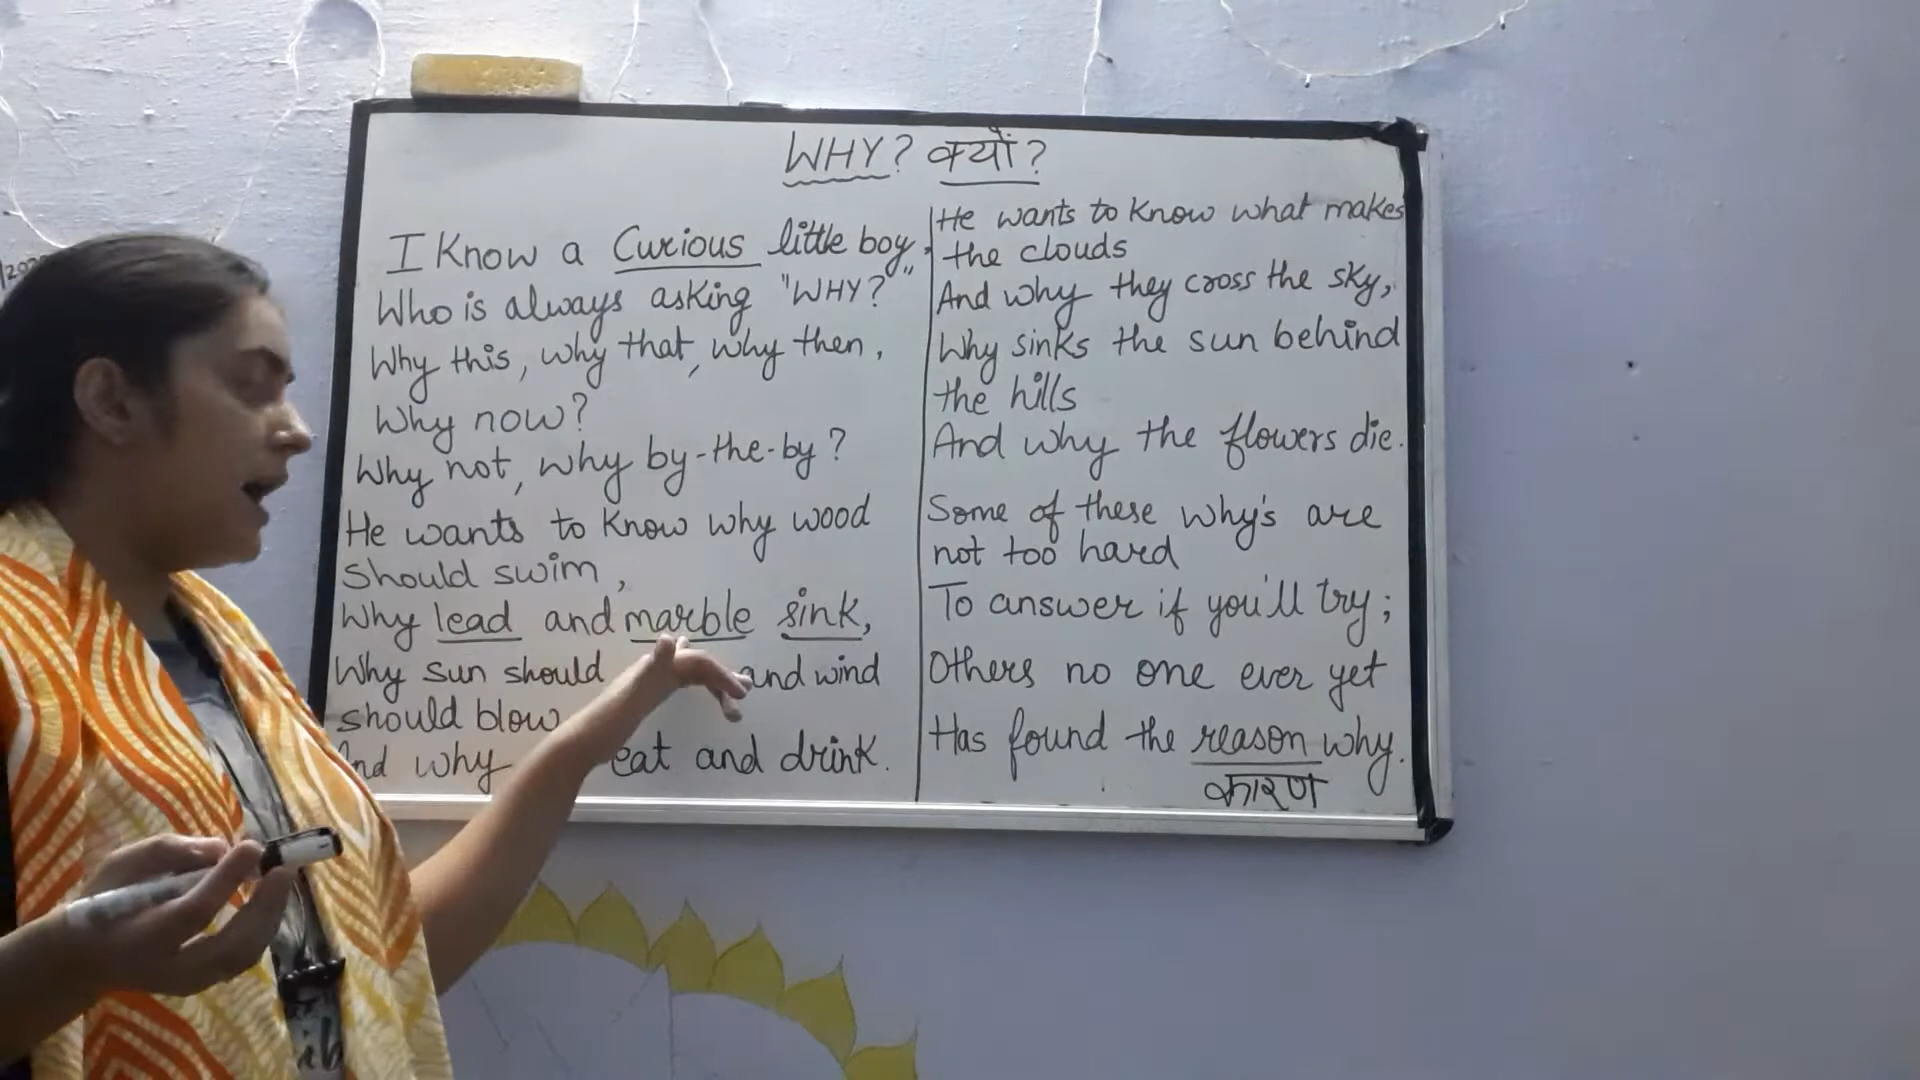 WHY? क्यों?
I Know a Curious little boy,
Who is always asking "WHY?"
Why this, why that, why then,
Why now?
Why not, why by-the-by?
He wants to know why wood
should swim,
Why lead and marble sink,
Why sun should and wind
should blow
And why eat and drink.
He wants to know what makes
the clouds
And why they cross the sky,
Why sinks the sun behind
the hills
And why the flowers die.
Some of these why's are
not too hard
To answer if you'll try;
Others no one ever yet
Has found the reason why.
कारण